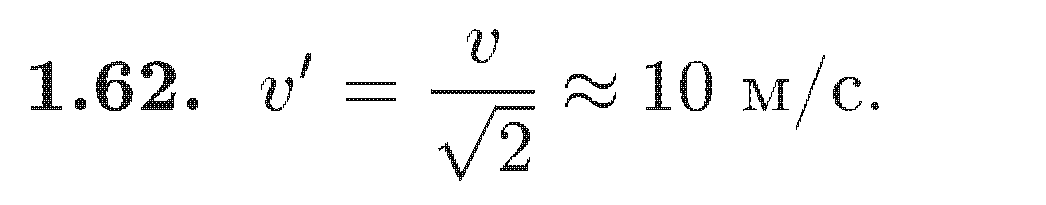 1.62. v′ = v/√2 ≈ 10 м/с.